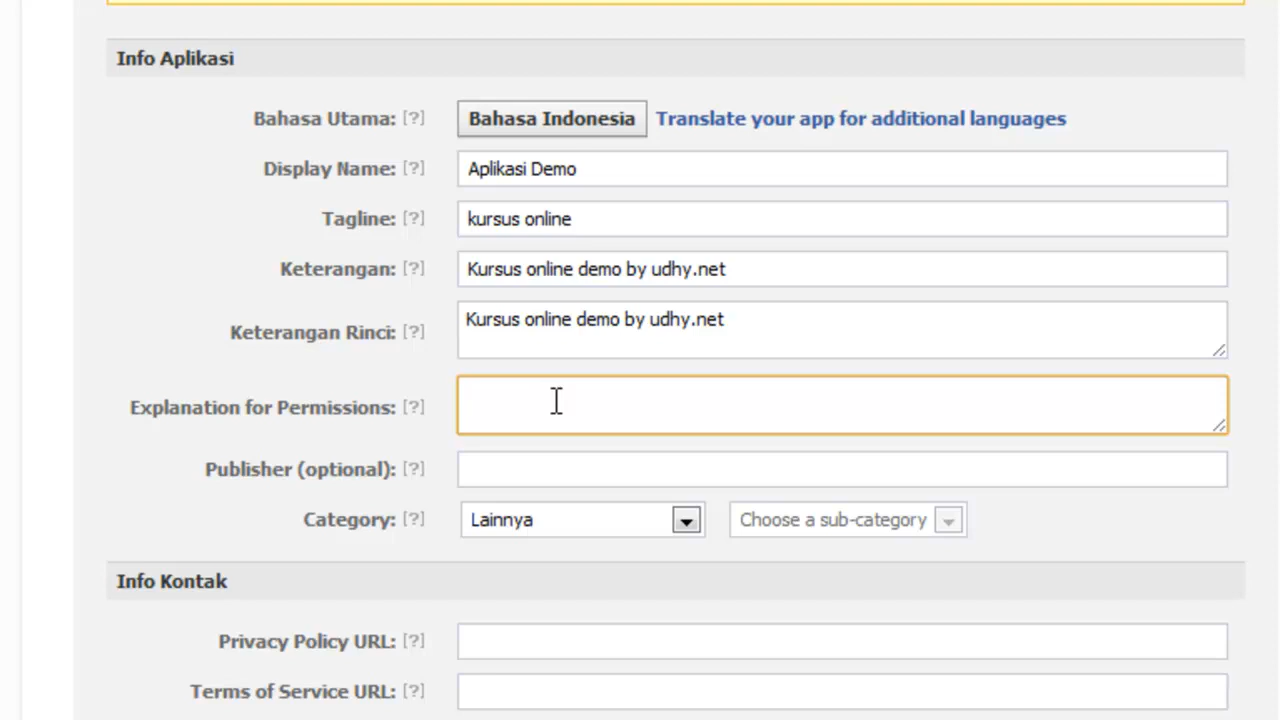 Info Aplikasi
Bahasa Utama: [?] Bahasa Indonesia Translate your app for additional languages
Display Name: [?] Aplikasi Demo
Tagline: [?] kursus online
Keterangan: [?] Kursus online demo by udhy.net
Keterangan Rinci: [?] Kursus online demo by udhy.net
Explanation for Permissions: [?]
Publisher (optional): [?]
Category: [?] Lainnya Choose a sub-category
Info Kontak
Privacy Policy URL: [?]
Terms of Service URL: [?]